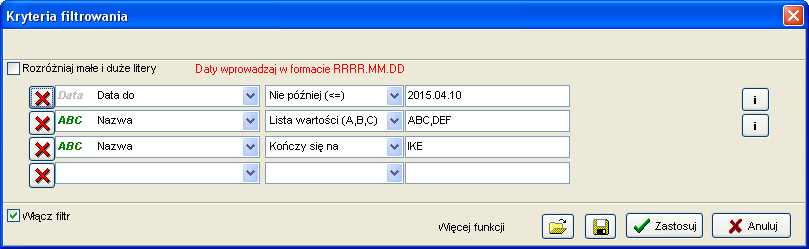 Kryteria filtrowania
Rozróżniaj małe i duże litery Daty wprowadzaj w formacie RRRR.MM.DD
Data Data do Nie później (<=) 2015.04.10 i
ABC Nazwa Lista wartości (A,B,C) ABC,DEF i
ABC Nazwa Kończy się na IKE
Włącz filtr Więcej funkcji Zastosuj Anuluj